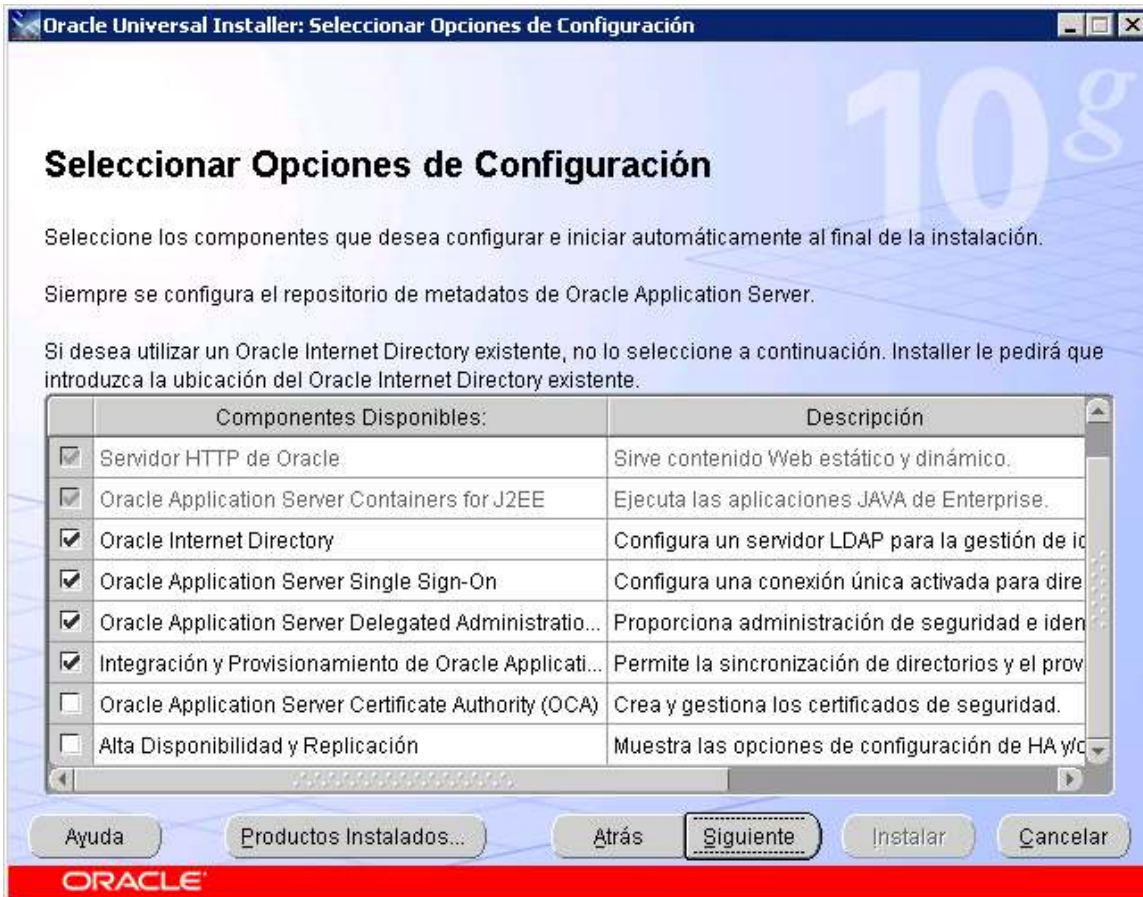 Oracle Universal Installer: Seleccionar Opciones de Configuración
10g
Seleccionar Opciones de Configuración
Seleccione los componentes que desea configurar e iniciar automáticamente al final de la instalación.
Siempre se configura el repositorio de metadatos de Oracle Application Server.
Si desea utilizar un Oracle Internet Directory existente, no lo seleccione a continuación. Installer le pedirá que
introduzca la ubicación del Oracle Internet Directory existente.
Componentes Disponibles: Descripción
Servidor HTTP de Oracle Sirve contenido Web estático y dinámico.
Oracle Application Server Containers for J2EE Ejecuta las aplicaciones JAVA de Enterprise.
Oracle Internet Directory Configura un servidor LDAP para la gestión de id
Oracle Application Server Single Sign-On Configura una conexión única activada para dire
Oracle Application Server Delegated Administratio... Proporciona administración de seguridad e iden
Integración y Provisionamiento de Oracle Applicati... Permite la sincronización de directorios y el prov
Oracle Application Server Certificate Authority (OCA) Crea y gestiona los certificados de seguridad.
Alta Disponibilidad y Replicación Muestra las opciones de configuración de HA y/o
Ayuda Productos Instalados... Atrás Siguiente Instalar Cancelar
ORACLE